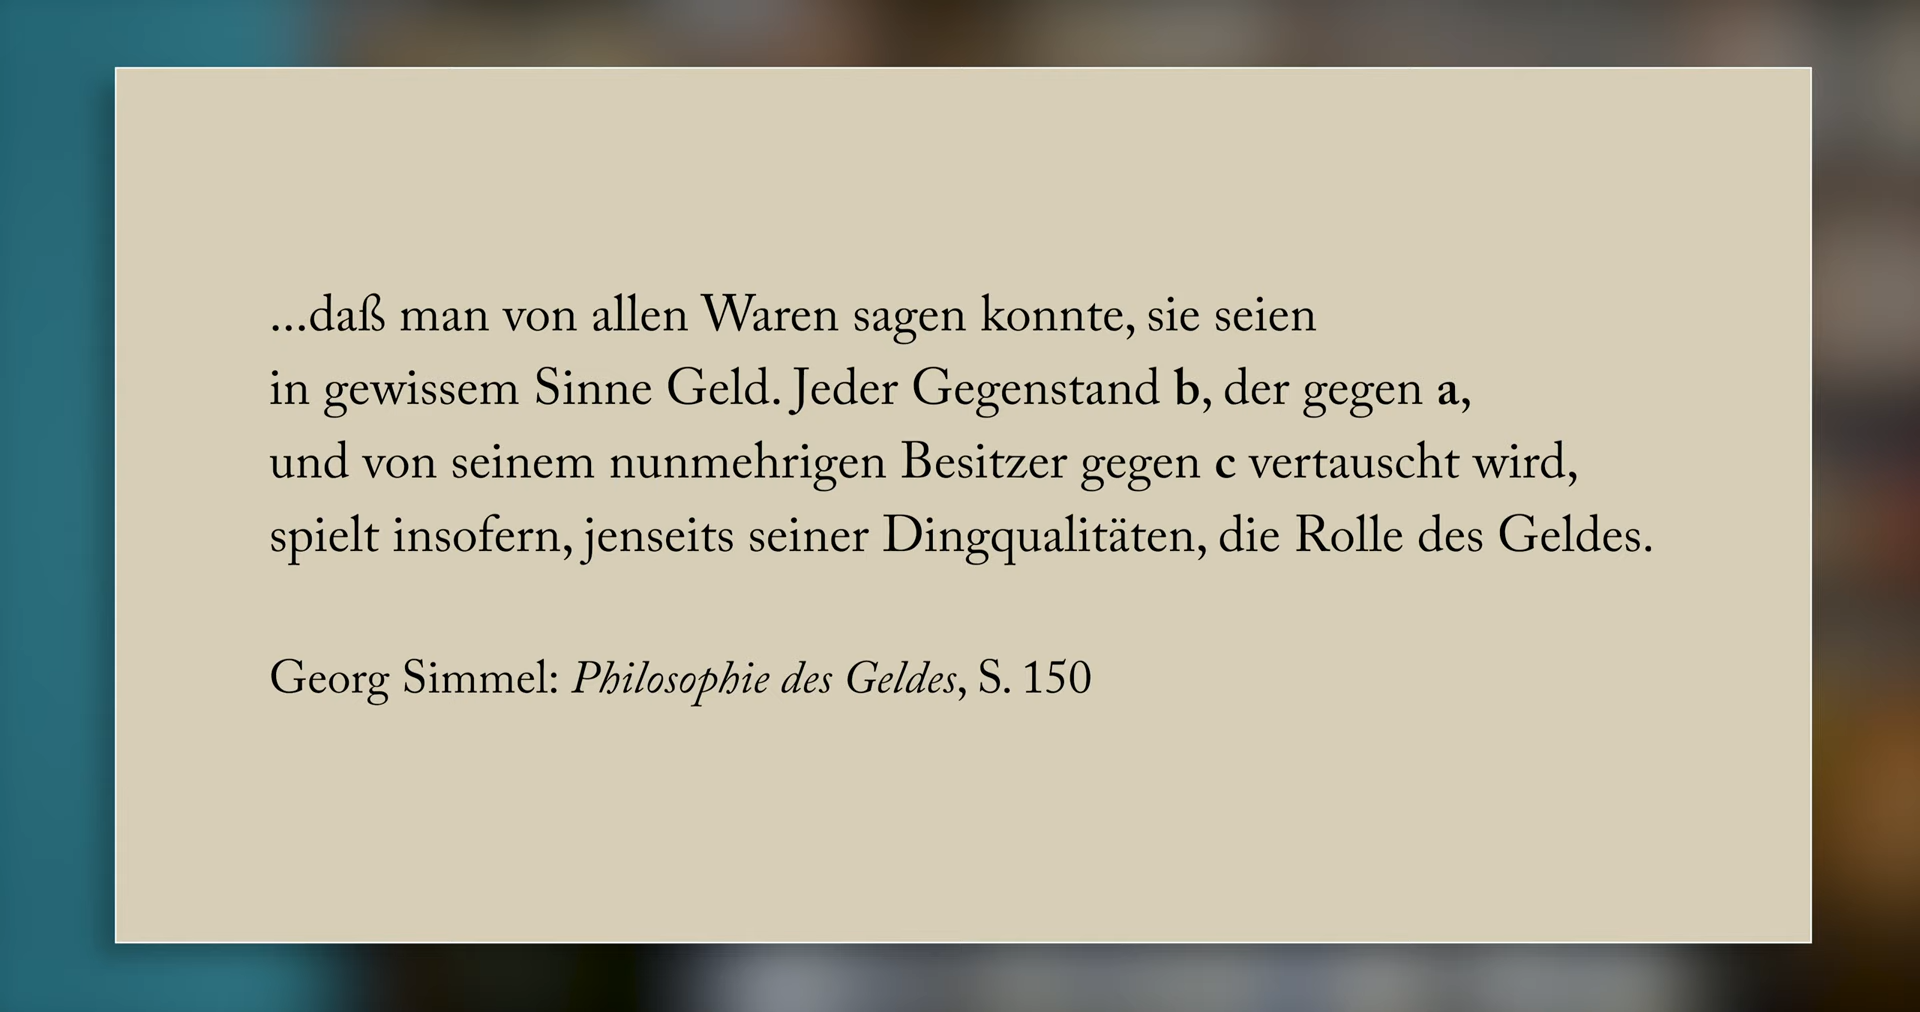 ...daß man von allen Waren sagen konnte, sie seien
in gewissem Sinne Geld. Jeder Gegenstand b, der gegen a,
und von seinem nunmehrigen Besitzer gegen c vertauscht wird,
spielt insofern, jenseits seiner Dingqualitäten, die Rolle des Geldes.
Georg Simmel: Philosophie des Geldes, S. 150